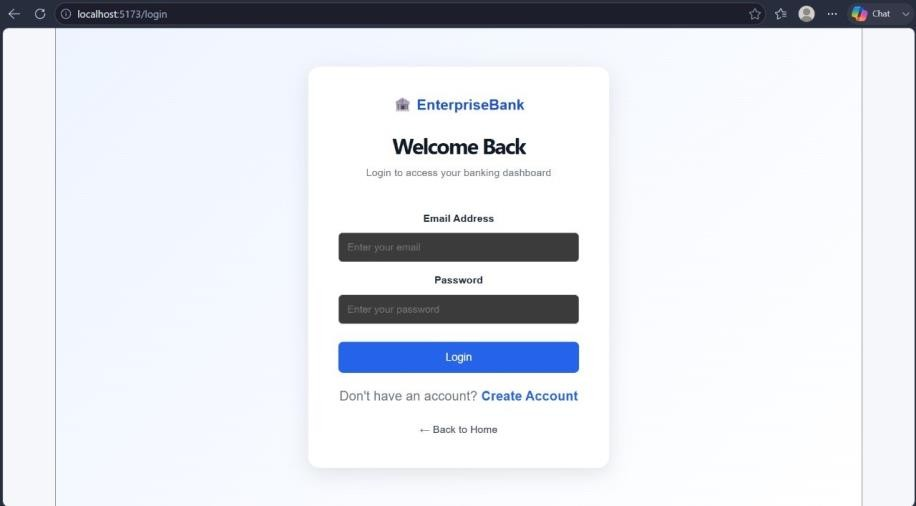 localhost:5173/login
Chat
EnterpriseBank
Welcome Back
Login to access your banking dashboard
Email Address
Enter your email
Password
Enter your password
Login
Don't have an account? Create Account
← Back to Home